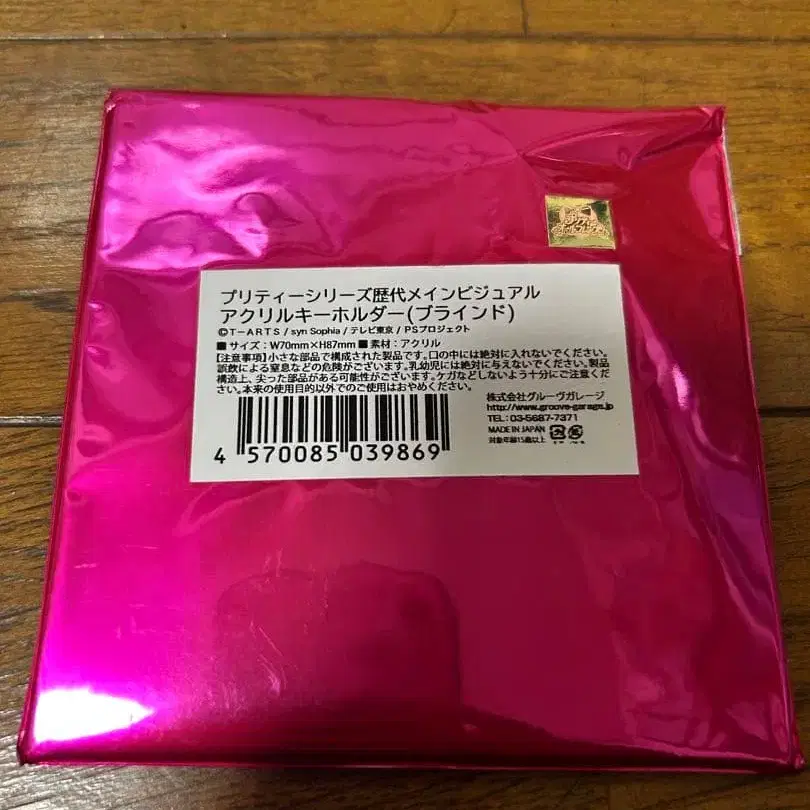 プリティーシリーズ歴代メインビジュアル
アクリルキーホルダー(ブラインド)
©T-ARTS / syn Sophia / テレビ東京 / PSプロジェクト
■ サイズ：W70mm×H87mm ■ 素材：アクリル
【注意事項】小さな部品で構成された製品です。口の中には絶対に入れないでください。
誤飲による窒息などの危険がございます。乳幼児には絶対に与えないでください。製品
構造上、尖った部品がある可能性がございます。ケガなどしないよう十分にご注意くだ
さい。本来の使用目的以外でのご使用はおやめください。
株式会社グルーヴガレージ
http://www.groove-garage.jp
TEL: 03-5687-7371
MADE IN JAPAN
対象年齢15歳以上
4 570085 039869